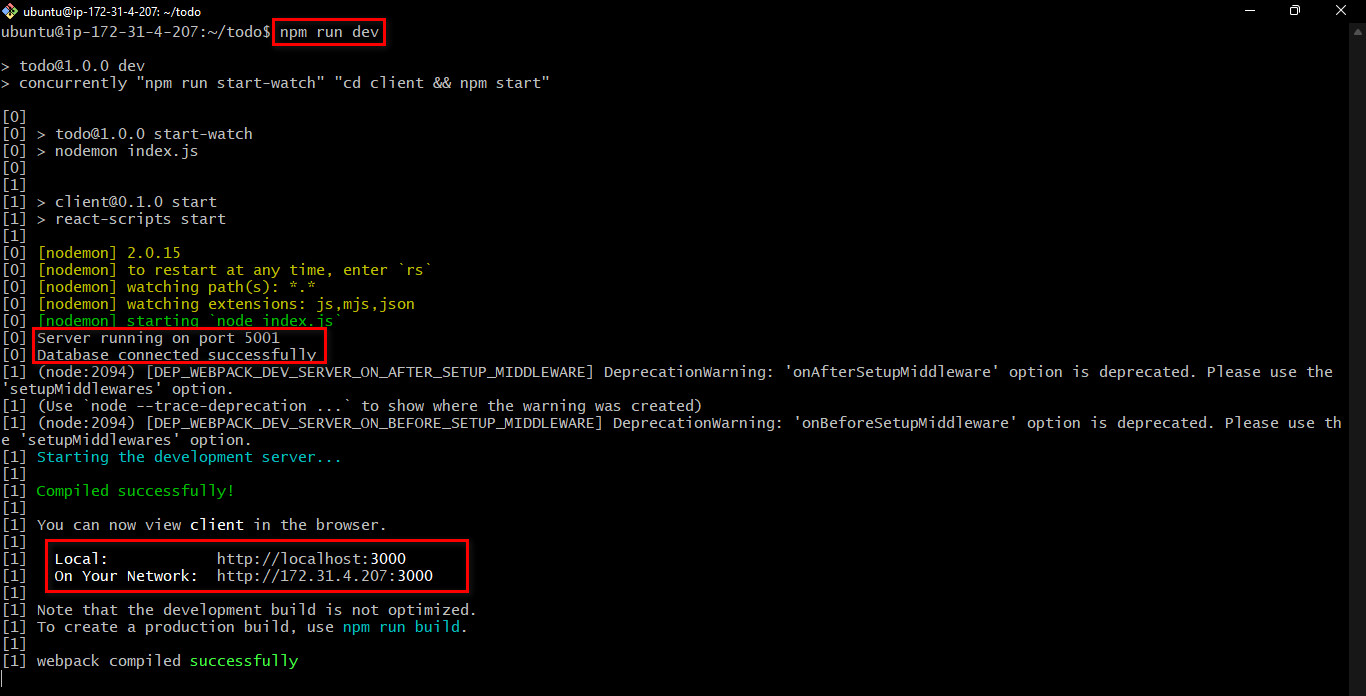 ubuntu@ip-172-31-4-207: ~/todo
ubuntu@ip-172-31-4-207:~/todo$ npm run dev
> todo@1.0.0 dev
> concurrently "npm run start-watch" "cd client && npm start"
[0]
[0] > todo@1.0.0 start-watch
[0] > nodemon index.js
[0]
[1]
[1] > client@0.1.0 start
[1] > react-scripts start
[1]
[0] [nodemon] 2.0.15
[0] [nodemon] to restart at any time, enter `rs`
[0] [nodemon] watching path(s): *.*
[0] [nodemon] watching extensions: js,mjs,json
[0] [nodemon] starting `node index.js`
[0] Server running on port 5001
[0] Database connected successfully
[1] (node:2094) [DEP_WEBPACK_DEV_SERVER_ON_AFTER_SETUP_MIDDLEWARE] DeprecationWarning: 'onAfterSetupMiddleware' option is deprecated. Please use the
'setupMiddlewares' option.
[1] (Use `node --trace-deprecation ...` to show where the warning was created)
[1] (node:2094) [DEP_WEBPACK_DEV_SERVER_ON_BEFORE_SETUP_MIDDLEWARE] DeprecationWarning: 'onBeforeSetupMiddleware' option is deprecated. Please use th
e 'setupMiddlewares' option.
[1] Starting the development server...
[1]
[1] Compiled successfully!
[1]
[1] You can now view client in the browser.
[1]
[1] Local: http://localhost:3000
[1] On Your Network: http://172.31.4.207:3000
[1]
[1] Note that the development build is not optimized.
[1] To create a production build, use npm run build.
[1]
[1] webpack compiled successfully